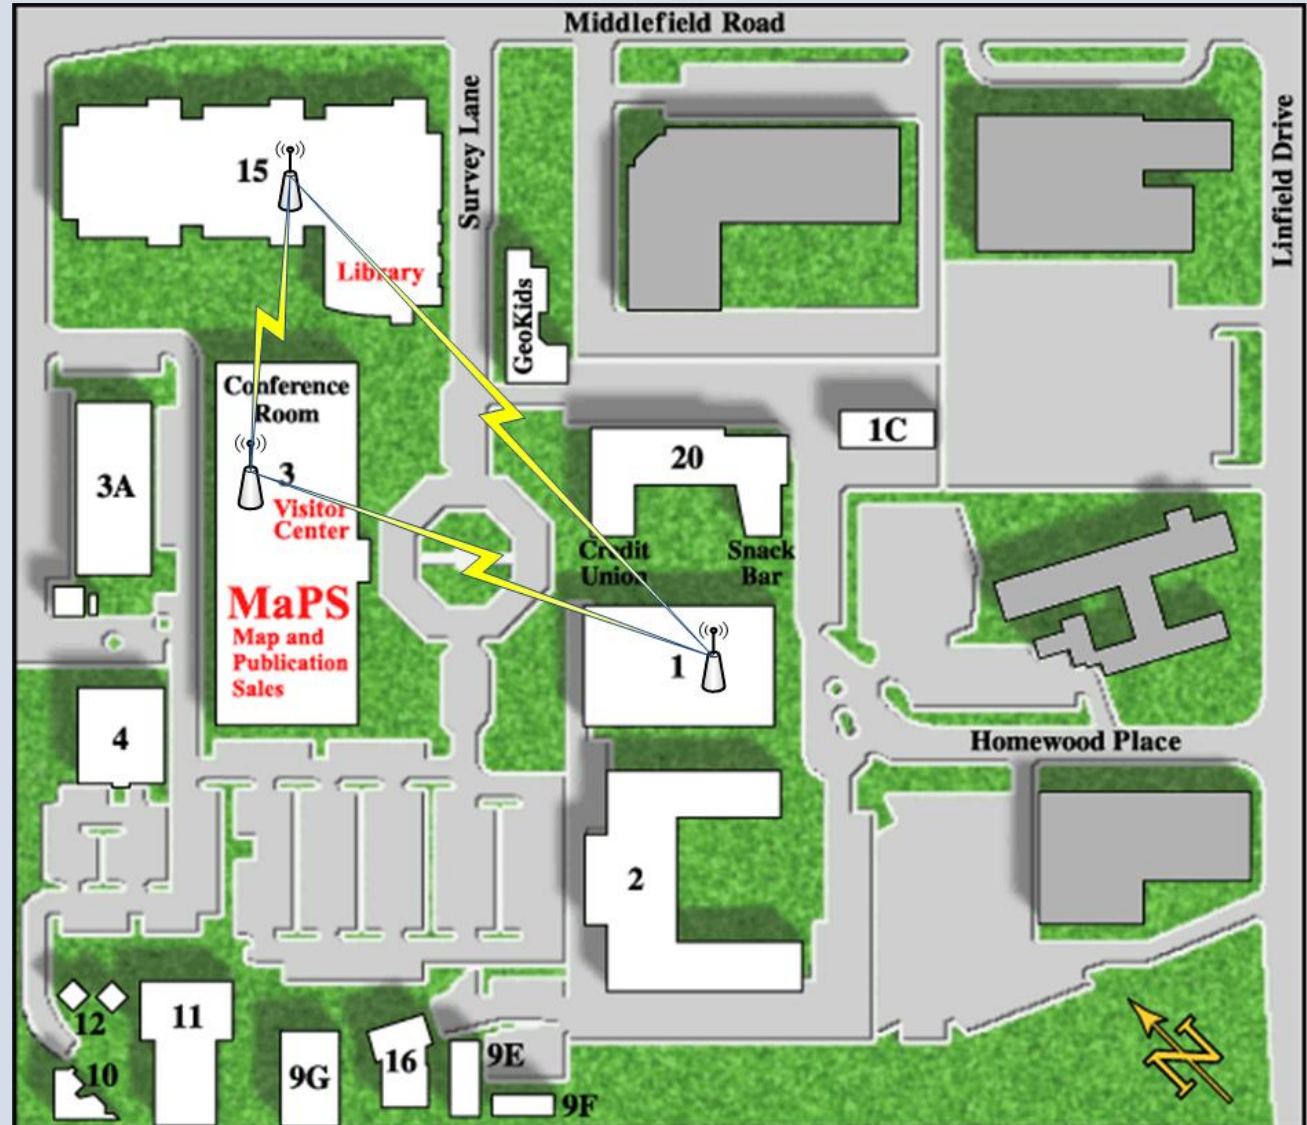 Middlefield Road
Survey Lane
Linfield Drive
15
Library
GeoKids
Conference
Room
1C
20
3A
3
Visitor
Center
Credit
Union
Snack
Bar
MaPS
Map and
Publication
Sales
1
4
Homewood Place
2
12
11
10
9G
16
9E
9F
N